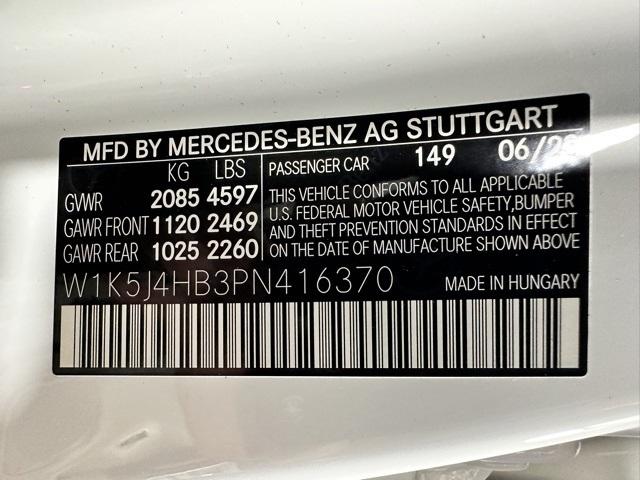 MFD BY MERCEDES-BENZ AG STUTTGART
KG LBS PASSENGER CAR 149
GVWR 2085 4597
GAWR FRONT 1120 2469
GAWR REAR 1025 2260
THIS VEHICLE CONFORMS TO ALL APPLICABLE
U.S. FEDERAL MOTOR VEHICLE SAFETY, BUMPER
AND THEFT PREVENTION STANDARDS IN EFFECT
ON THE DATE OF MANUFACTURE SHOWN ABOVE
W1K5J4HB3PN416370 MADE IN HUNGARY